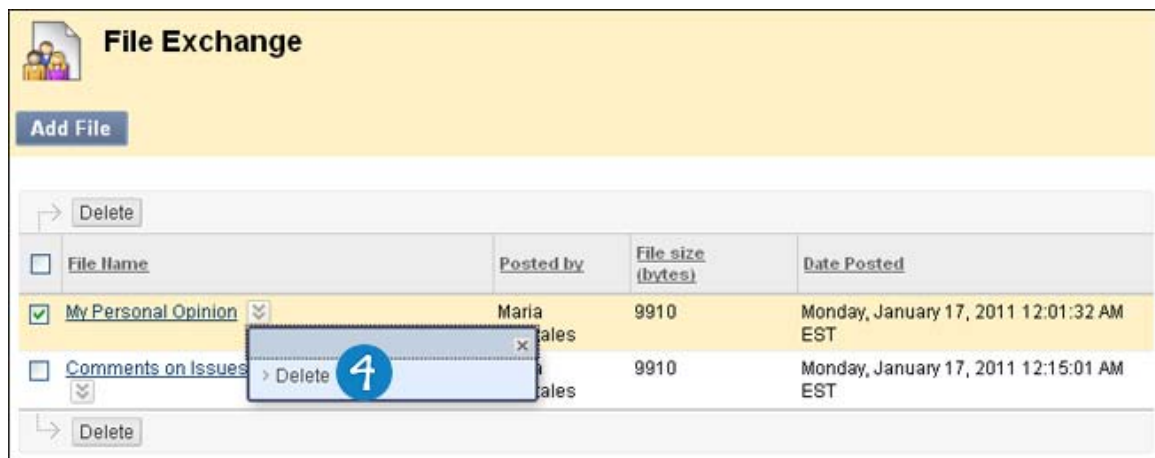 File Exchange
Add File
Delete
File Name Posted by File size (bytes) Date Posted
My Personal Opinion Maria 9910 Monday, January 17, 2011 12:01:32 AM EST
Comments on Issues 9910 Monday, January 17, 2011 12:15:01 AM EST
> Delete 4
Delete